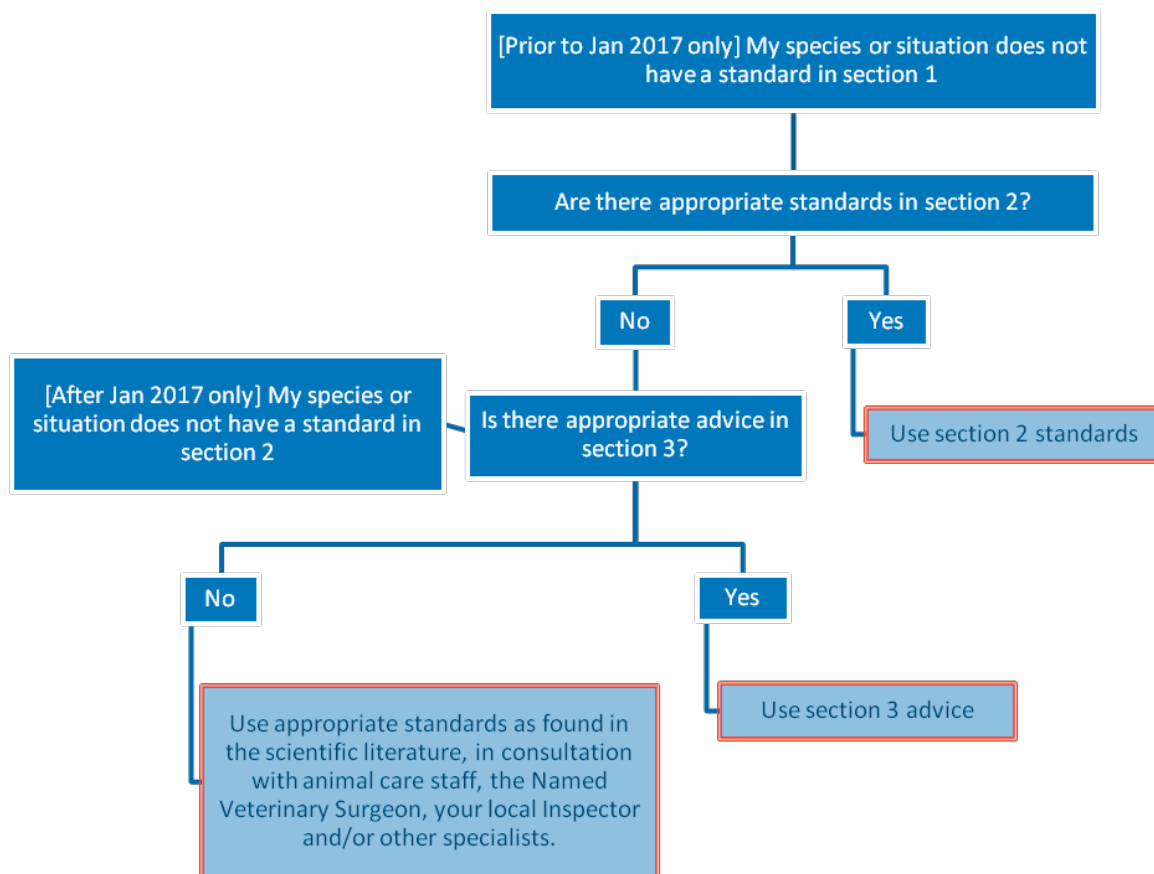 [Prior to Jan 2017 only] My species or situation does not
have a standard in section 1
Are there appropriate standards in section 2?
No
Yes
[After Jan 2017 only] My species or
situation does not have a standard in
section 2
Is there appropriate advice in
section 3?
Use section 2 standards
No
Yes
Use appropriate standards as found in
the scientific literature, in consultation
with animal care staff, the Named
Veterinary Surgeon, your local Inspector
and/or other specialists.
Use section 3 advice